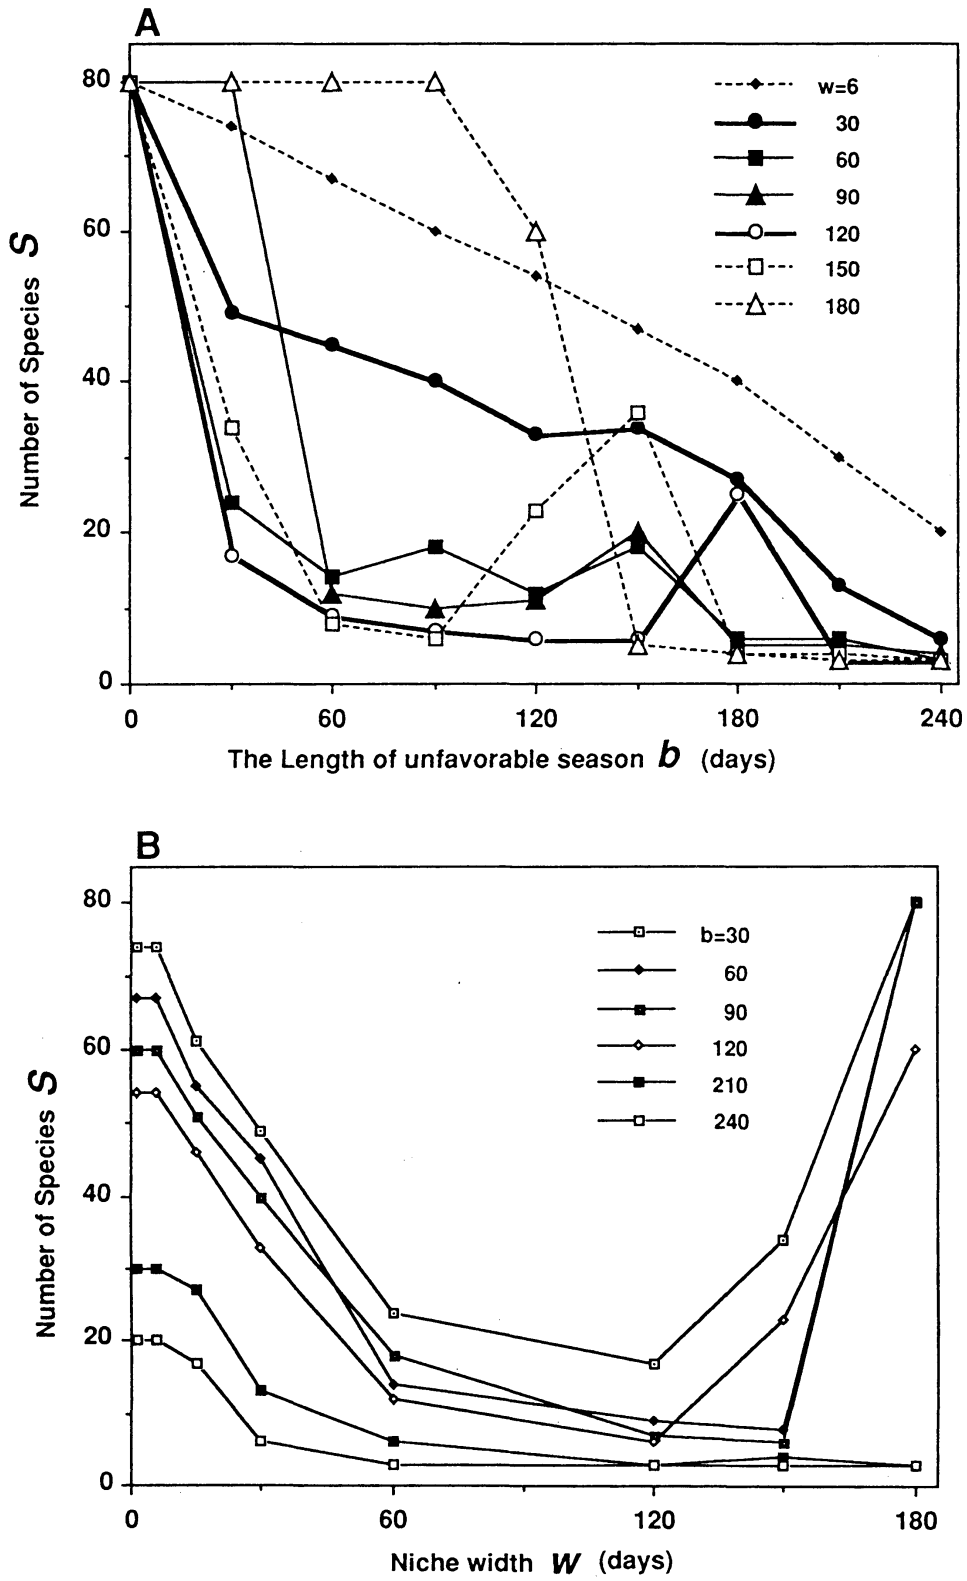 A
80
60
40
20
0
Number of Species S
w=6
30
60
90
120
150
180
0 60 120 180 240
The Length of unfavorable season b (days)
B
80
60
40
20
0
Number of Species S
b=30
60
90
120
210
240
0 60 120 180
Niche width w (days)